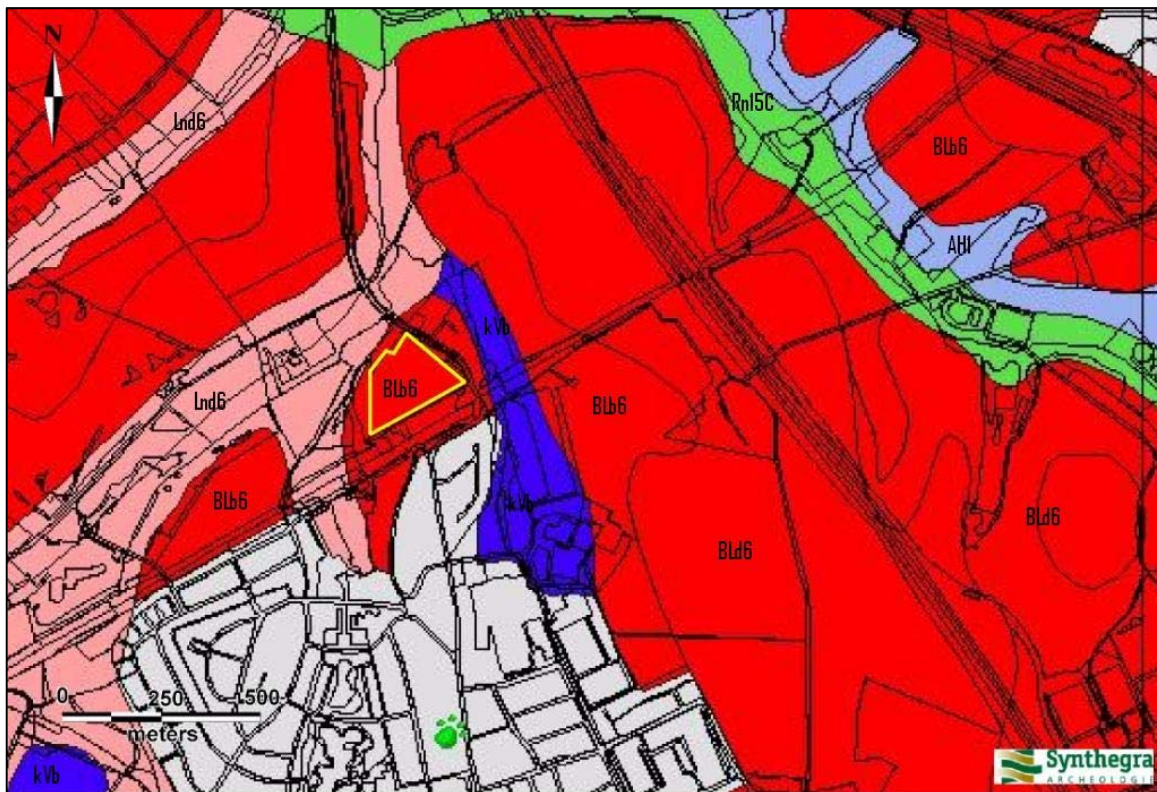 N
Lnd6
Rn15C
BLb6
AHl
kVb
BLb6
Lnd6
BLb6
BLb6
kVb
BLd6
BLd6
0 250 500
meters
kVb
Synthegra
ARCHEOLOGIE